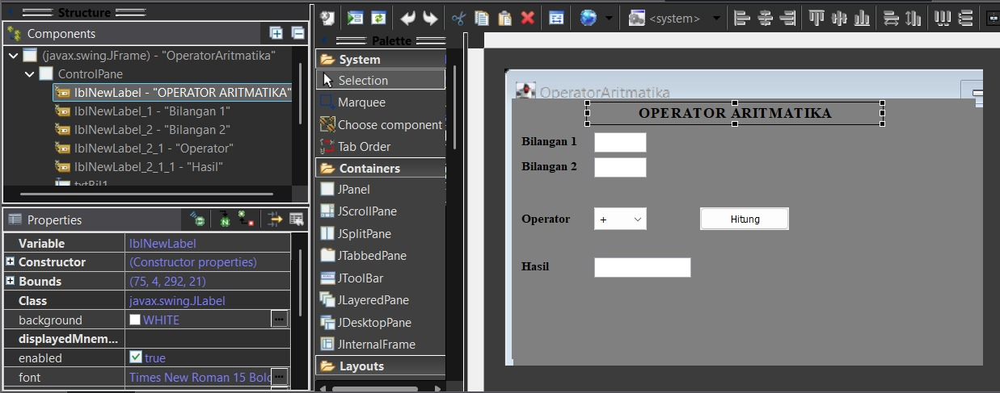 Structure
Components
(javax.swing.JFrame) - "OperatorAritmatika"
ControlPane
lblNewLabel - "OPERATOR ARITMATIKA"
lblNewLabel_1 - "Bilangan 1"
lblNewLabel_2 - "Bilangan 2"
lblNewLabel_2_1 - "Operator"
lblNewLabel_2_1_1 - "Hasil"
txtBil1
Properties
Variable lblNewLabel
Constructor (Constructor properties)
Bounds (75, 4, 292, 21)
Class javax.swing.JLabel
background WHITE ...
displayedMnem...
enabled true
font Times New Roman 15 Bold ...
<system>
Palette
System
Selection
Marquee
Choose component
Tab Order
Containers
JPanel
JScrollPane
JSplitPane
JTabbedPane
JToolBar
JLayeredPane
JDesktopPane
JInternalFrame
Layouts
OperatorAritmatika
OPERATOR ARITMATIKA
Bilangan 1
Bilangan 2
Operator + Hitung
Hasil